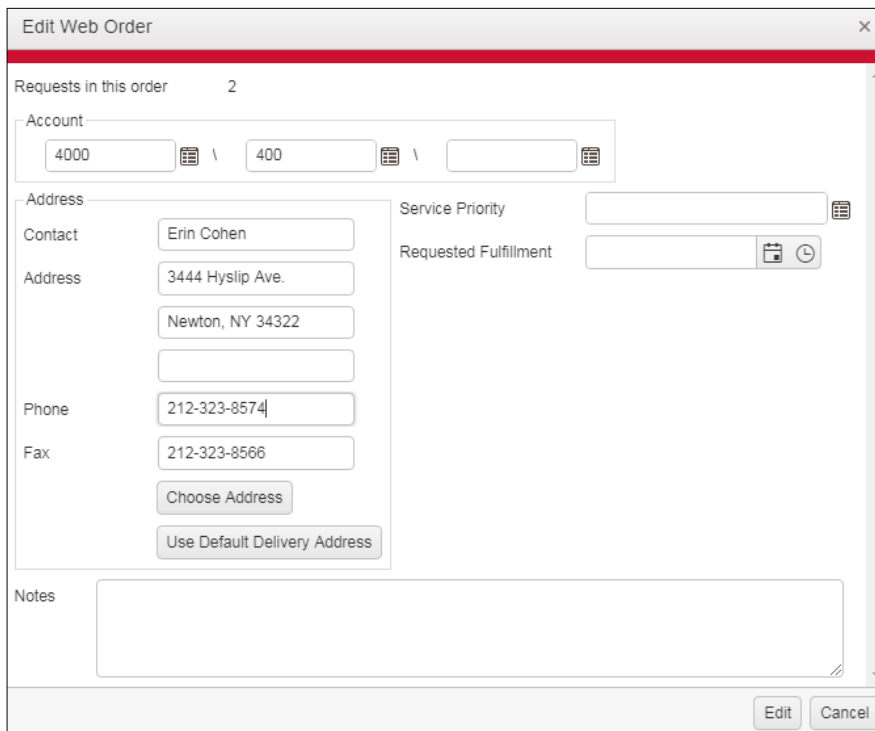 Edit Web Order
Requests in this order 2
Account
4000 \ 400 \
Address
Contact Erin Cohen
Address 3444 Hyslip Ave.
Newton, NY 34322
Phone 212-323-8574
Fax 212-323-8566
Choose Address
Use Default Delivery Address
Service Priority
Requested Fulfillment
Notes
Edit Cancel